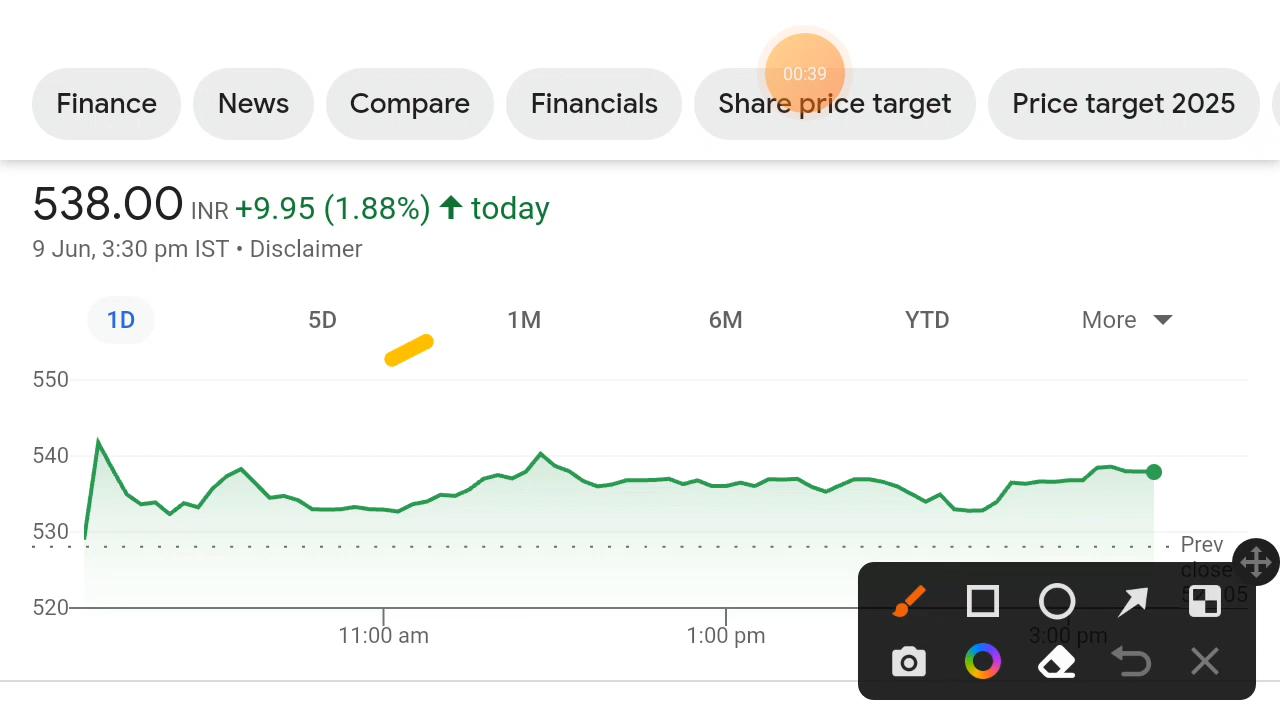 00:39
Finance News Compare Financials Share price target Price target 2025
538.00 INR +9.95 (1.88%) today
9 Jun, 3:30 pm IST • Disclaimer
1D 5D 1M 6M YTD More
550
540
530
Prev
close
520
11:00 am 1:00 pm 3:00 pm